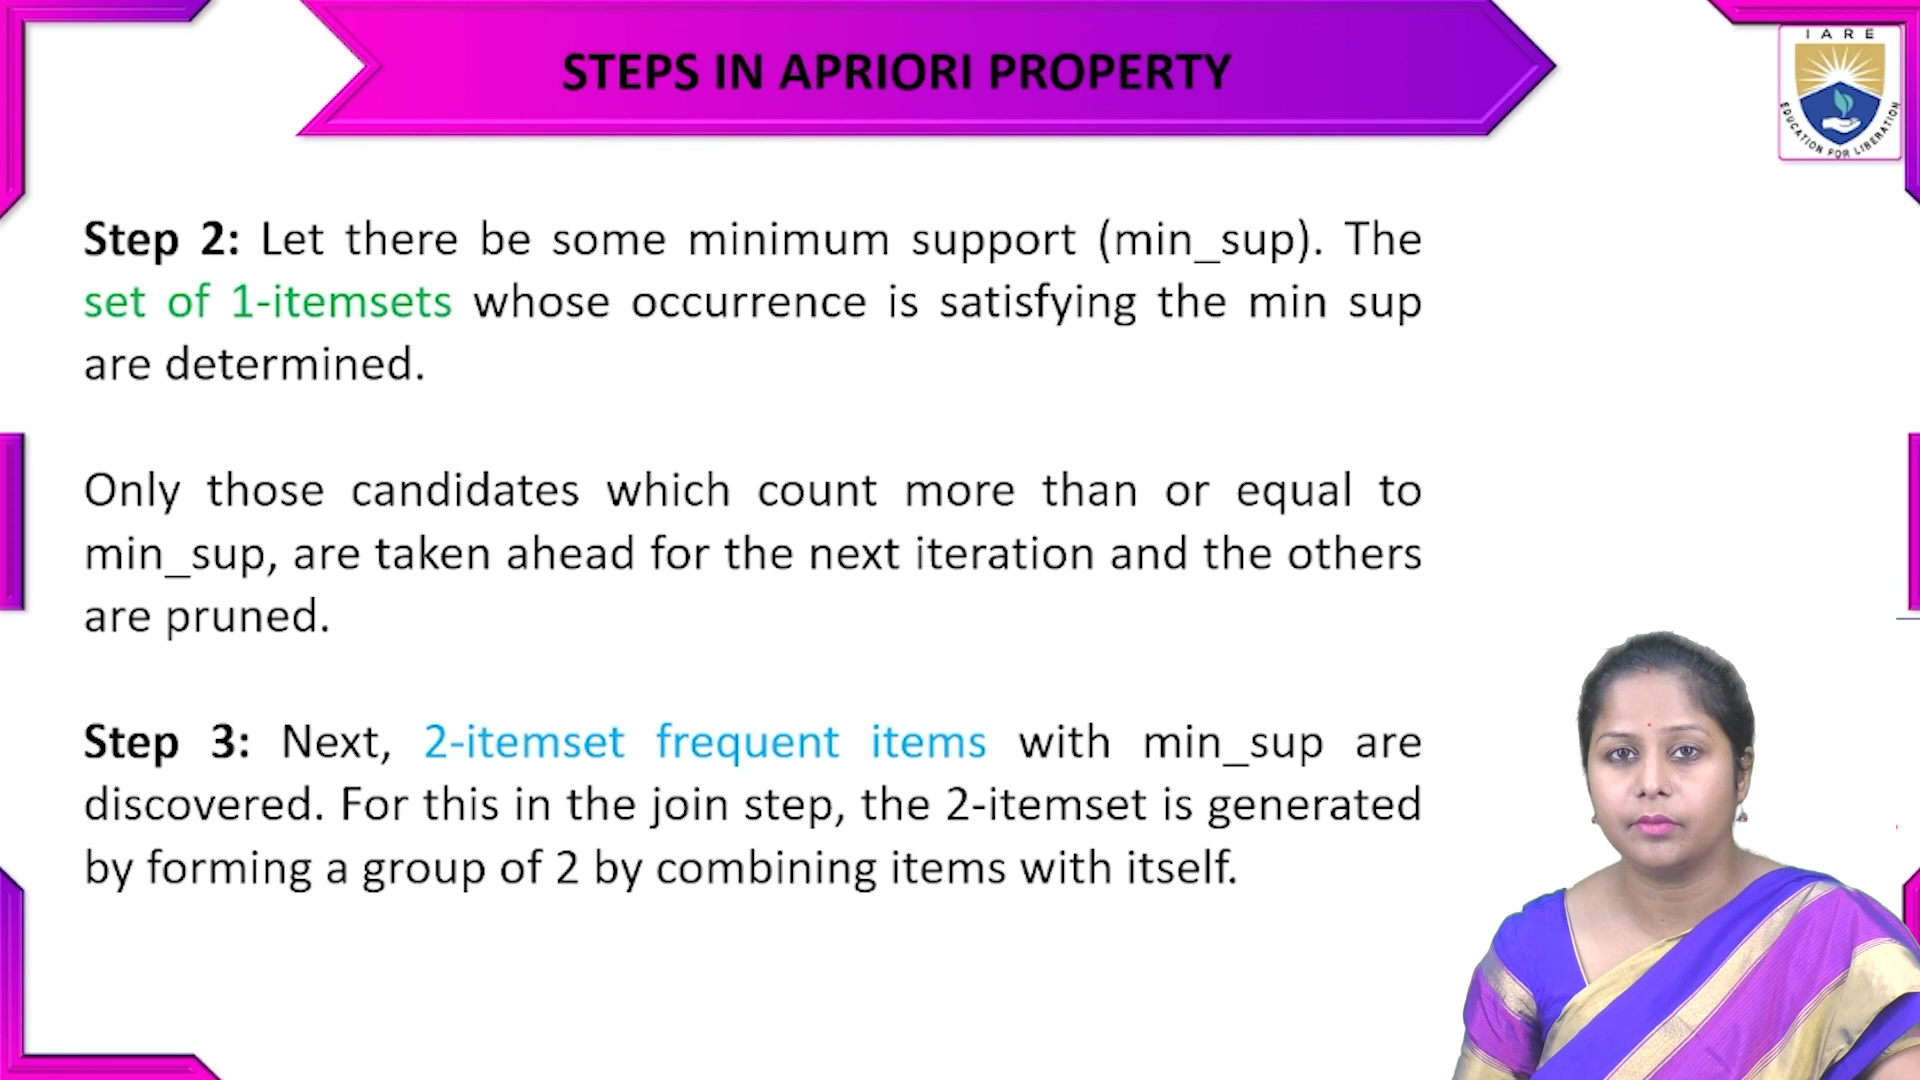 STEPS IN APRIORI PROPERTY
I A R E
EDUCATION FOR LIBERATION
Step 2: Let there be some minimum support (min_sup). The
set of 1-itemsets whose occurrence is satisfying the min sup
are determined.
Only those candidates which count more than or equal to
min_sup, are taken ahead for the next iteration and the others
are pruned.
Step 3: Next, 2-itemset frequent items with min_sup are
discovered. For this in the join step, the 2-itemset is generated
by forming a group of 2 by combining items with itself.